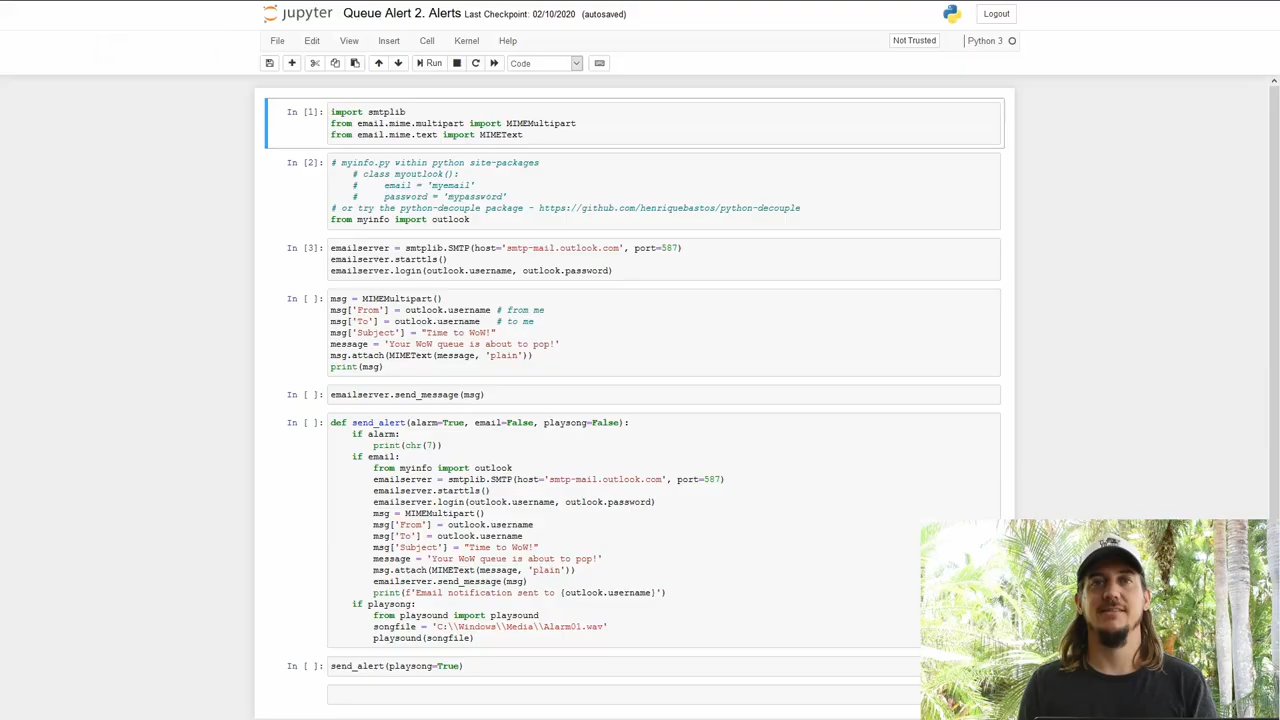 jupyter Queue Alert 2. Alerts Last Checkpoint: 02/10/2020 (autosaved) Logout
File Edit View Insert Cell Kernel Help Not Trusted Python 3
Run Code
In [1]: import smtplib
from email.mime.multipart import MIMEMultipart
from email.mime.text import MIMEText
In [2]: # myinfo.py within python site-packages
# class myoutlook():
#     email = 'myemail'
#     password = 'mypassword'
# or try the python-decouple package - https://github.com/henriquebastos/python-decouple
from myinfo import outlook
In [3]: emailserver = smtplib.SMTP(host='smtp-mail.outlook.com', port=587)
emailserver.starttls()
emailserver.login(outlook.username, outlook.password)
In [ ]: msg = MIMEMultipart()
msg['From'] = outlook.username # from me
msg['To'] = outlook.username   # to me
msg['Subject'] = "Time to WoW!"
message = 'Your WoW queue is about to pop!'
msg.attach(MIMEText(message, 'plain'))
print(msg)
In [ ]: emailserver.send_message(msg)
In [ ]: def send_alert(alarm=True, email=False, playsong=False):
    if alarm:
        print(chr(7))
    if email:
        from myinfo import outlook
        emailserver = smtplib.SMTP(host='smtp-mail.outlook.com', port=587)
        emailserver.starttls()
        emailserver.login(outlook.username, outlook.password)
        msg = MIMEMultipart()
        msg['From'] = outlook.username
        msg['To'] = outlook.username
        msg['Subject'] = "Time to WoW!"
        message = 'Your WoW queue is about to pop!'
        msg.attach(MIMEText(message, 'plain'))
        emailserver.send_message(msg)
        print(f'Email notification sent to {outlook.username}')
    if playsong:
        from playsound import playsound
        songfile = 'C:\\Windows\\Media\\Alarm01.wav'
        playsound(songfile)
In [ ]: send_alert(playsong=True)